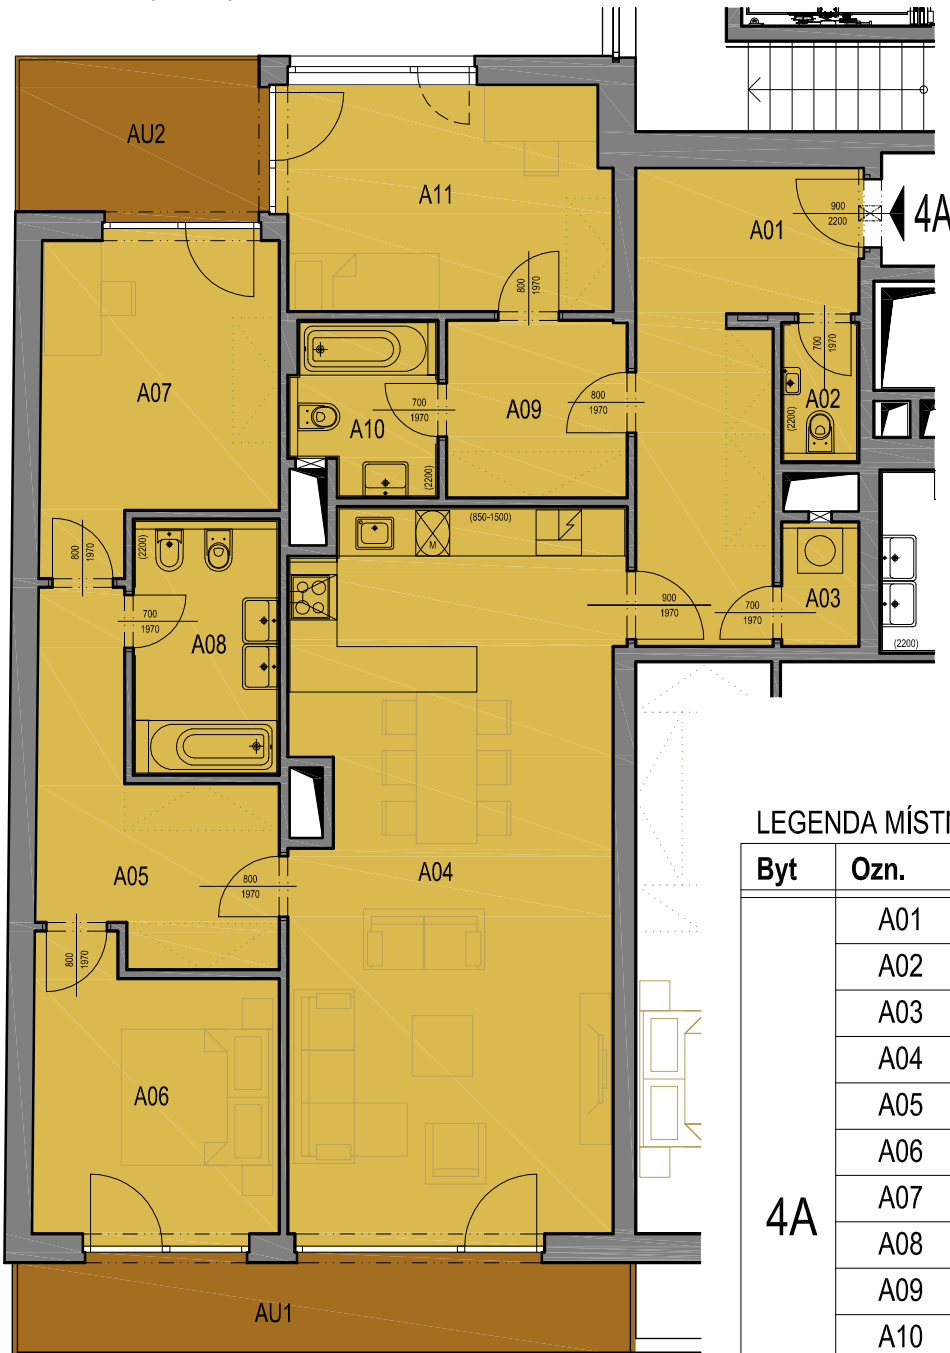 AU2
A11
A01
900
2200
4A
800
1970
700
1970
A07
A10
700
1970
(2200)
A09
800
1970
A02
(2200)
(850-1500)
M
800
1970
(2200)
700
1970
A08
900
1970
700
1970
A03
(2200)
A05
800
1970
A04
800
1970
A06
AU1
LEGENDA MÍST
Byt Ozn.
A01
A02
A03
A04
A05
A06
A07
4A
A08
A09
A10